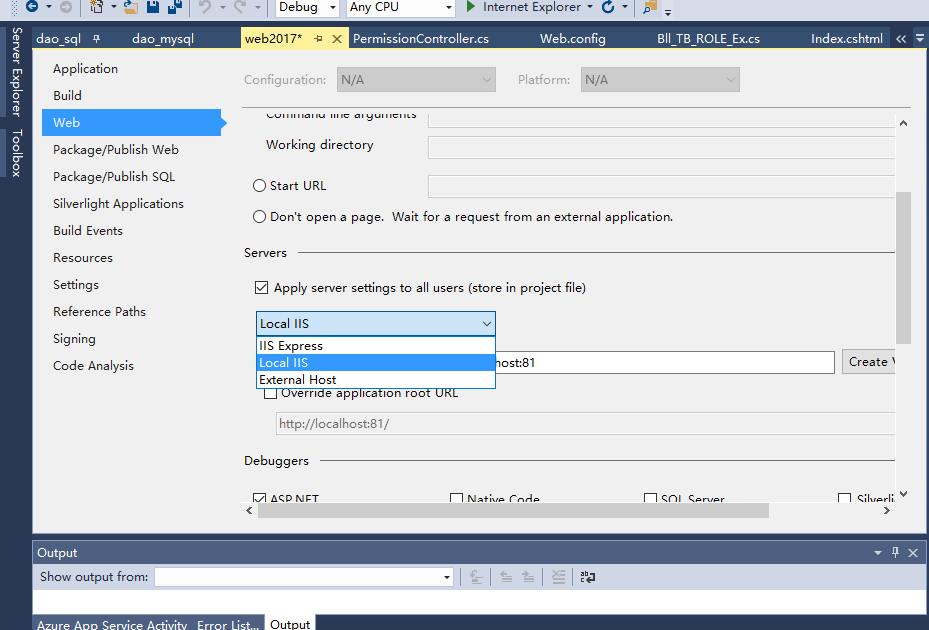 Debug Any CPU Internet Explorer
Server Explorer
Toolbox
dao_sql dao_mysql web2017* PermissionController.cs Web.config Bll_TB_ROLE_Ex.cs Index.cshtml
Application
Build
Web
Package/Publish Web
Package/Publish SQL
Silverlight Applications
Build Events
Resources
Settings
Reference Paths
Signing
Code Analysis
Configuration: N/A Platform: N/A
Command line arguments
Working directory
Start URL
Don't open a page. Wait for a request from an external application.
Servers
Apply server settings to all users (store in project file)
Local IIS
IIS Express
Local IIS
External Host
host:81 Create V
Override application root URL
http://localhost:81/
Debuggers
ASP.NET Native Code SQL Server Silverli
Output
Show output from:
Azure App Service Activity Error List... Output